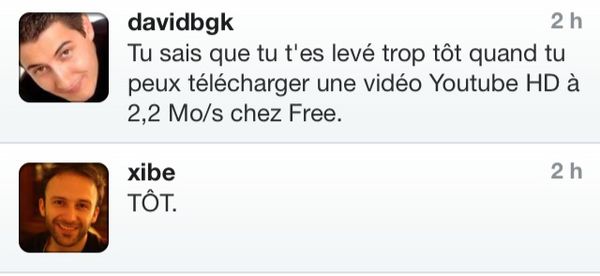 davidbgk 2 h
Tu sais que tu t'es levé trop tôt quand tu
peux télécharger une vidéo Youtube HD à
2,2 Mo/s chez Free.
xibe 2 h
TÔT.